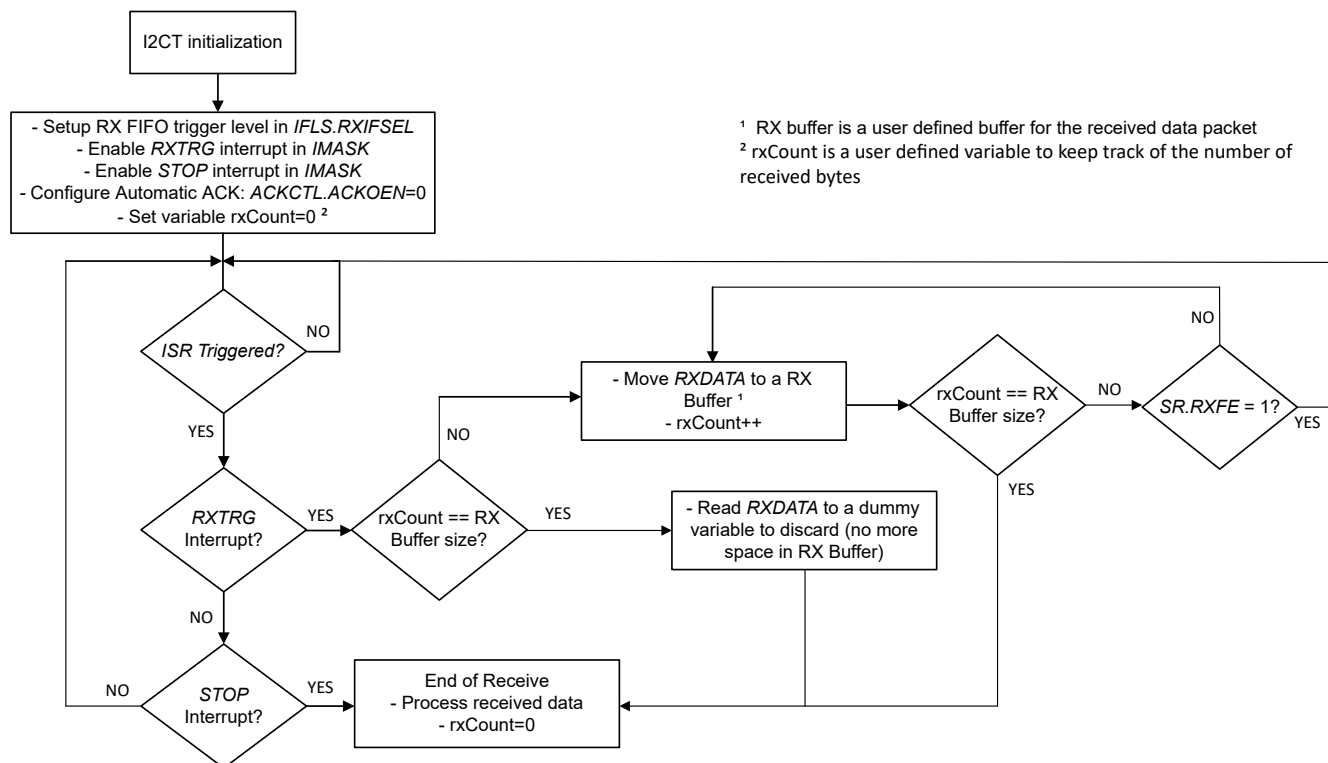 I2CT initialization
- Setup RX FIFO trigger level in IFLS.RXIFSEL
- Enable RXTRG interrupt in IMASK
- Enable STOP interrupt in IMASK
- Configure Automatic ACK: ACKCTL.ACKOEN=0
- Set variable rxCount=0 ²
¹ RX buffer is a user defined buffer for the received data packet
² rxCount is a user defined variable to keep track of the number of
received bytes
ISR Triggered?
NO
YES
RXTRG
Interrupt?
YES
NO
rxCount == RX
Buffer size?
NO
YES
- Move RXDATA to a RX
Buffer ¹
- rxCount++
rxCount == RX
Buffer size?
NO
YES
SR.RXFE = 1?
NO
YES
- Read RXDATA to a dummy
variable to discard (no more
space in RX Buffer)
STOP
Interrupt?
NO
YES
End of Receive
- Process received data
- rxCount=0